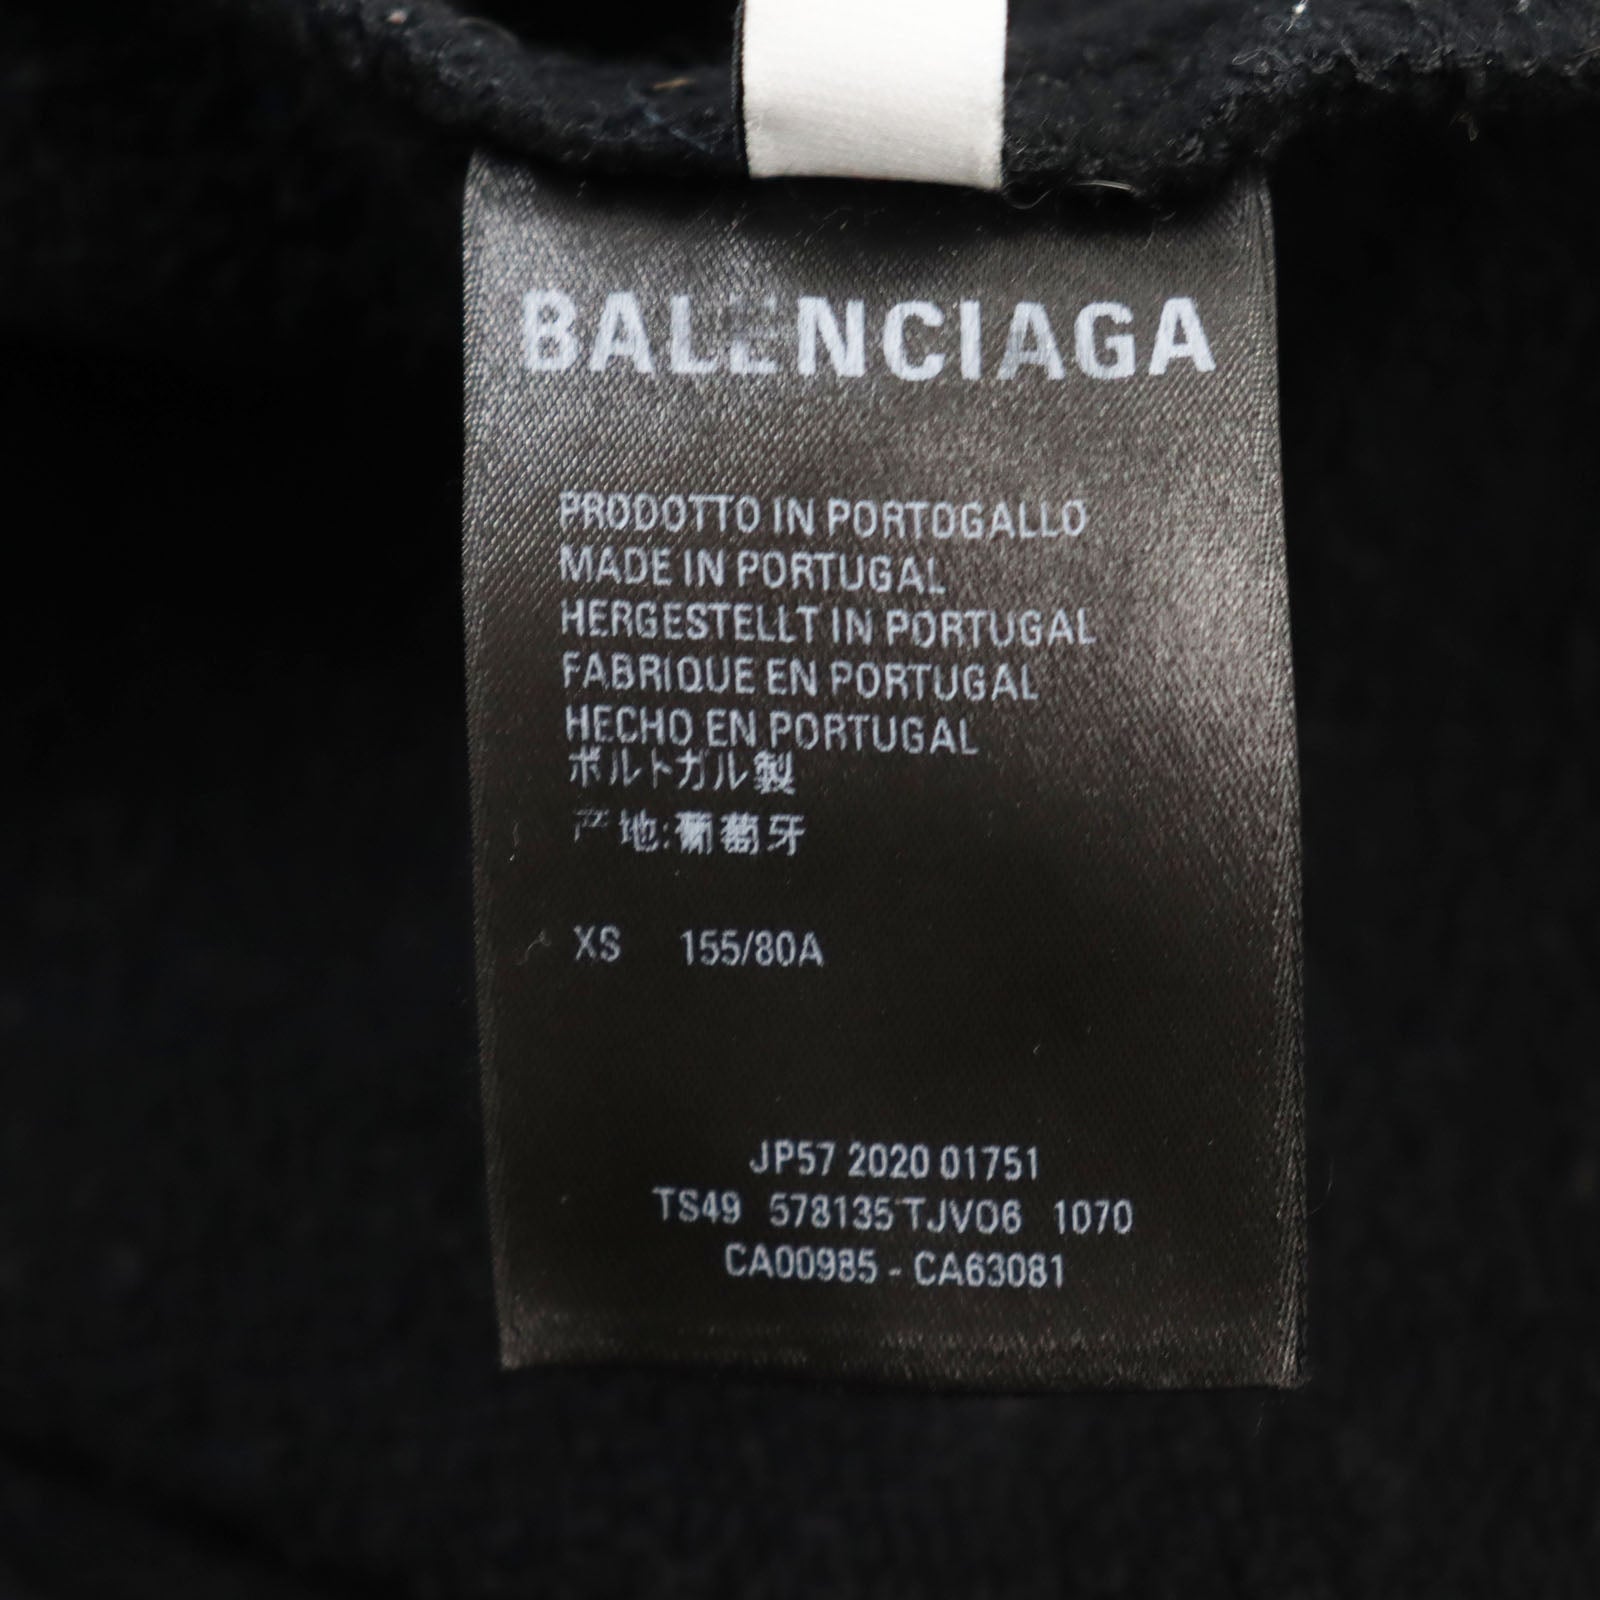 BALENCIAGA
PRODOTTO IN PORTOGALLO
MADE IN PORTUGAL
HERGESTELLT IN PORTUGAL
FABRIQUE EN PORTUGAL
HECHO EN PORTUGAL
ポルトガル製
产地:葡萄牙
XS 155/80A
JP57 2020 01751
TS49 578135 TJVO6 1070
CA00985 - CA63081